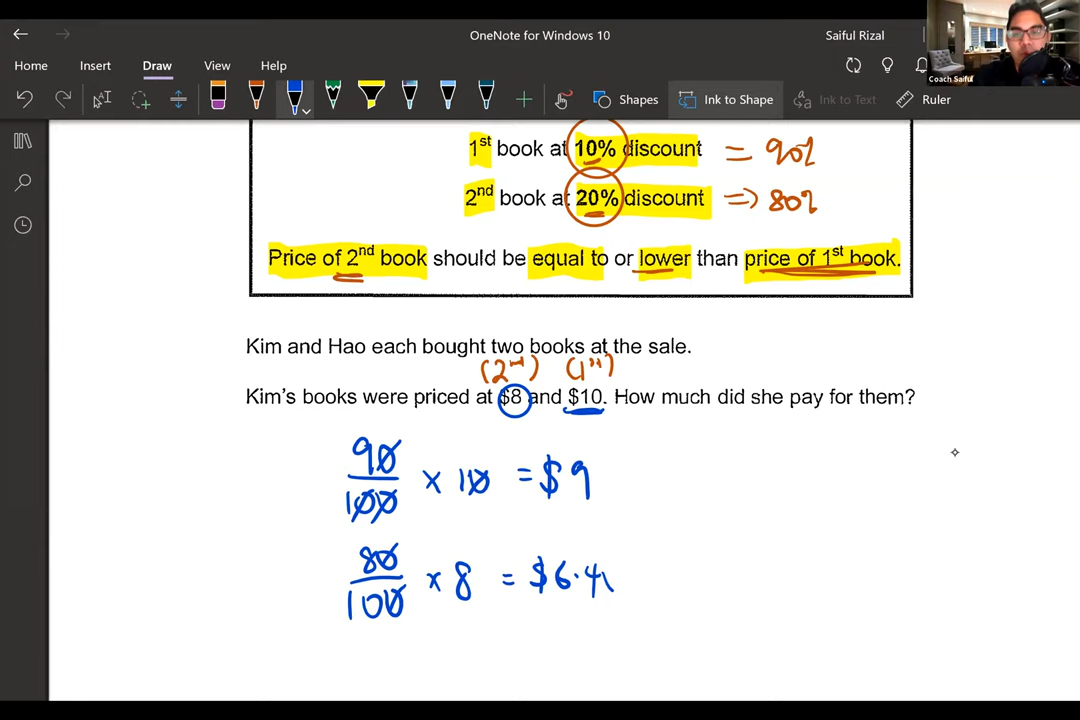 OneNote for Windows 10
Saiful Rizal
Home Insert Draw View Help
Coach Saiful
Shapes Ink to Shape Ink to Text Ruler
1st book at 10% discount = 90%
2nd book at 20% discount => 80%
Price of 2nd book should be equal to or lower than price of 1st book.
Kim and Hao each bought two books at the sale.
(2nd) (1st)
Kim's books were priced at $8 and $10. How much did she pay for them?
90/100 × 10 = $9
80/100 × 8 = $6.4